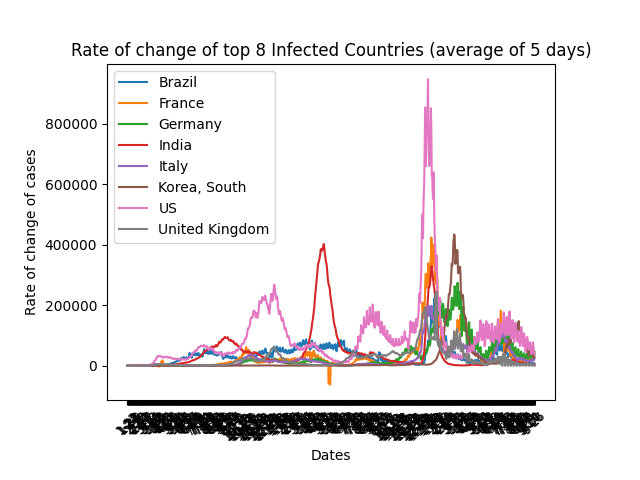 Rate of change of top 8 Infected Countries (average of 5 days)
Brazil
France
Germany
India
Italy
Korea, South
US
United Kingdom
800000
600000
400000
200000
0
Rate of change of cases
Dates